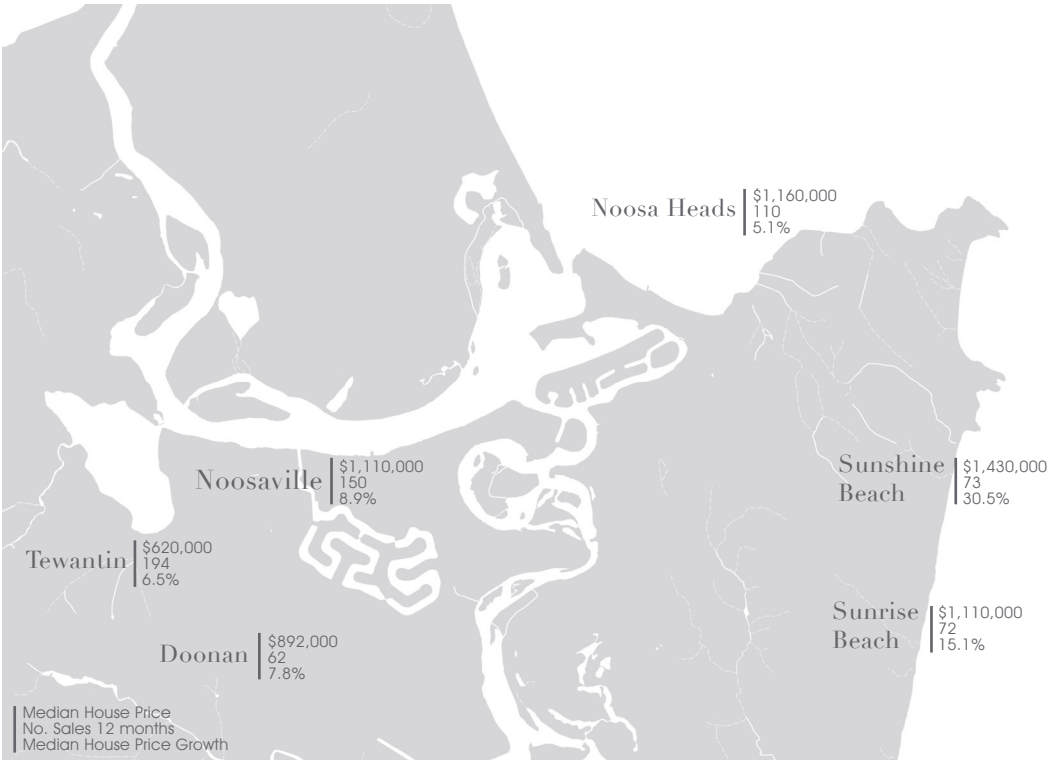 Noosa Heads
$1,160,000
110
5.1%
Noosaville
$1,110,000
150
8.9%
Sunshine
Beach
$1,430,000
73
30.5%
Tewantin
$620,000
194
6.5%
Sunrise
Beach
$1,110,000
72
15.1%
Doonan
$892,000
62
7.8%
Median House Price
No. Sales 12 months
Median House Price Growth